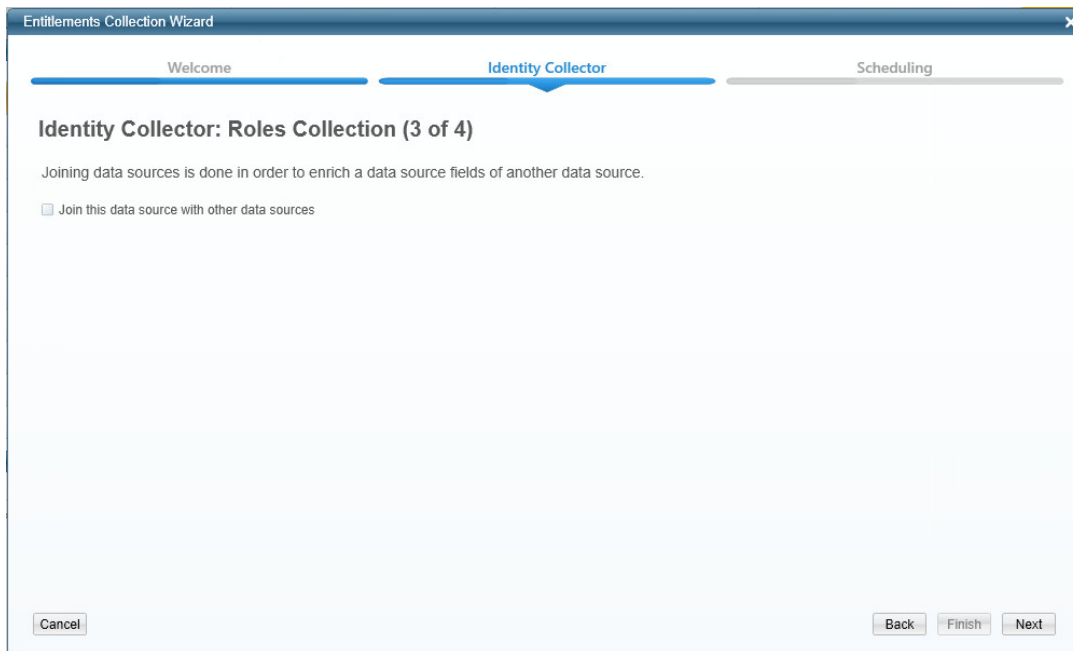 Entitlements Collection Wizard
Welcome
Identity Collector
Scheduling
Identity Collector: Roles Collection (3 of 4)
Joining data sources is done in order to enrich a data source fields of another data source.
Join this data source with other data sources
Cancel
Back
Finish
Next